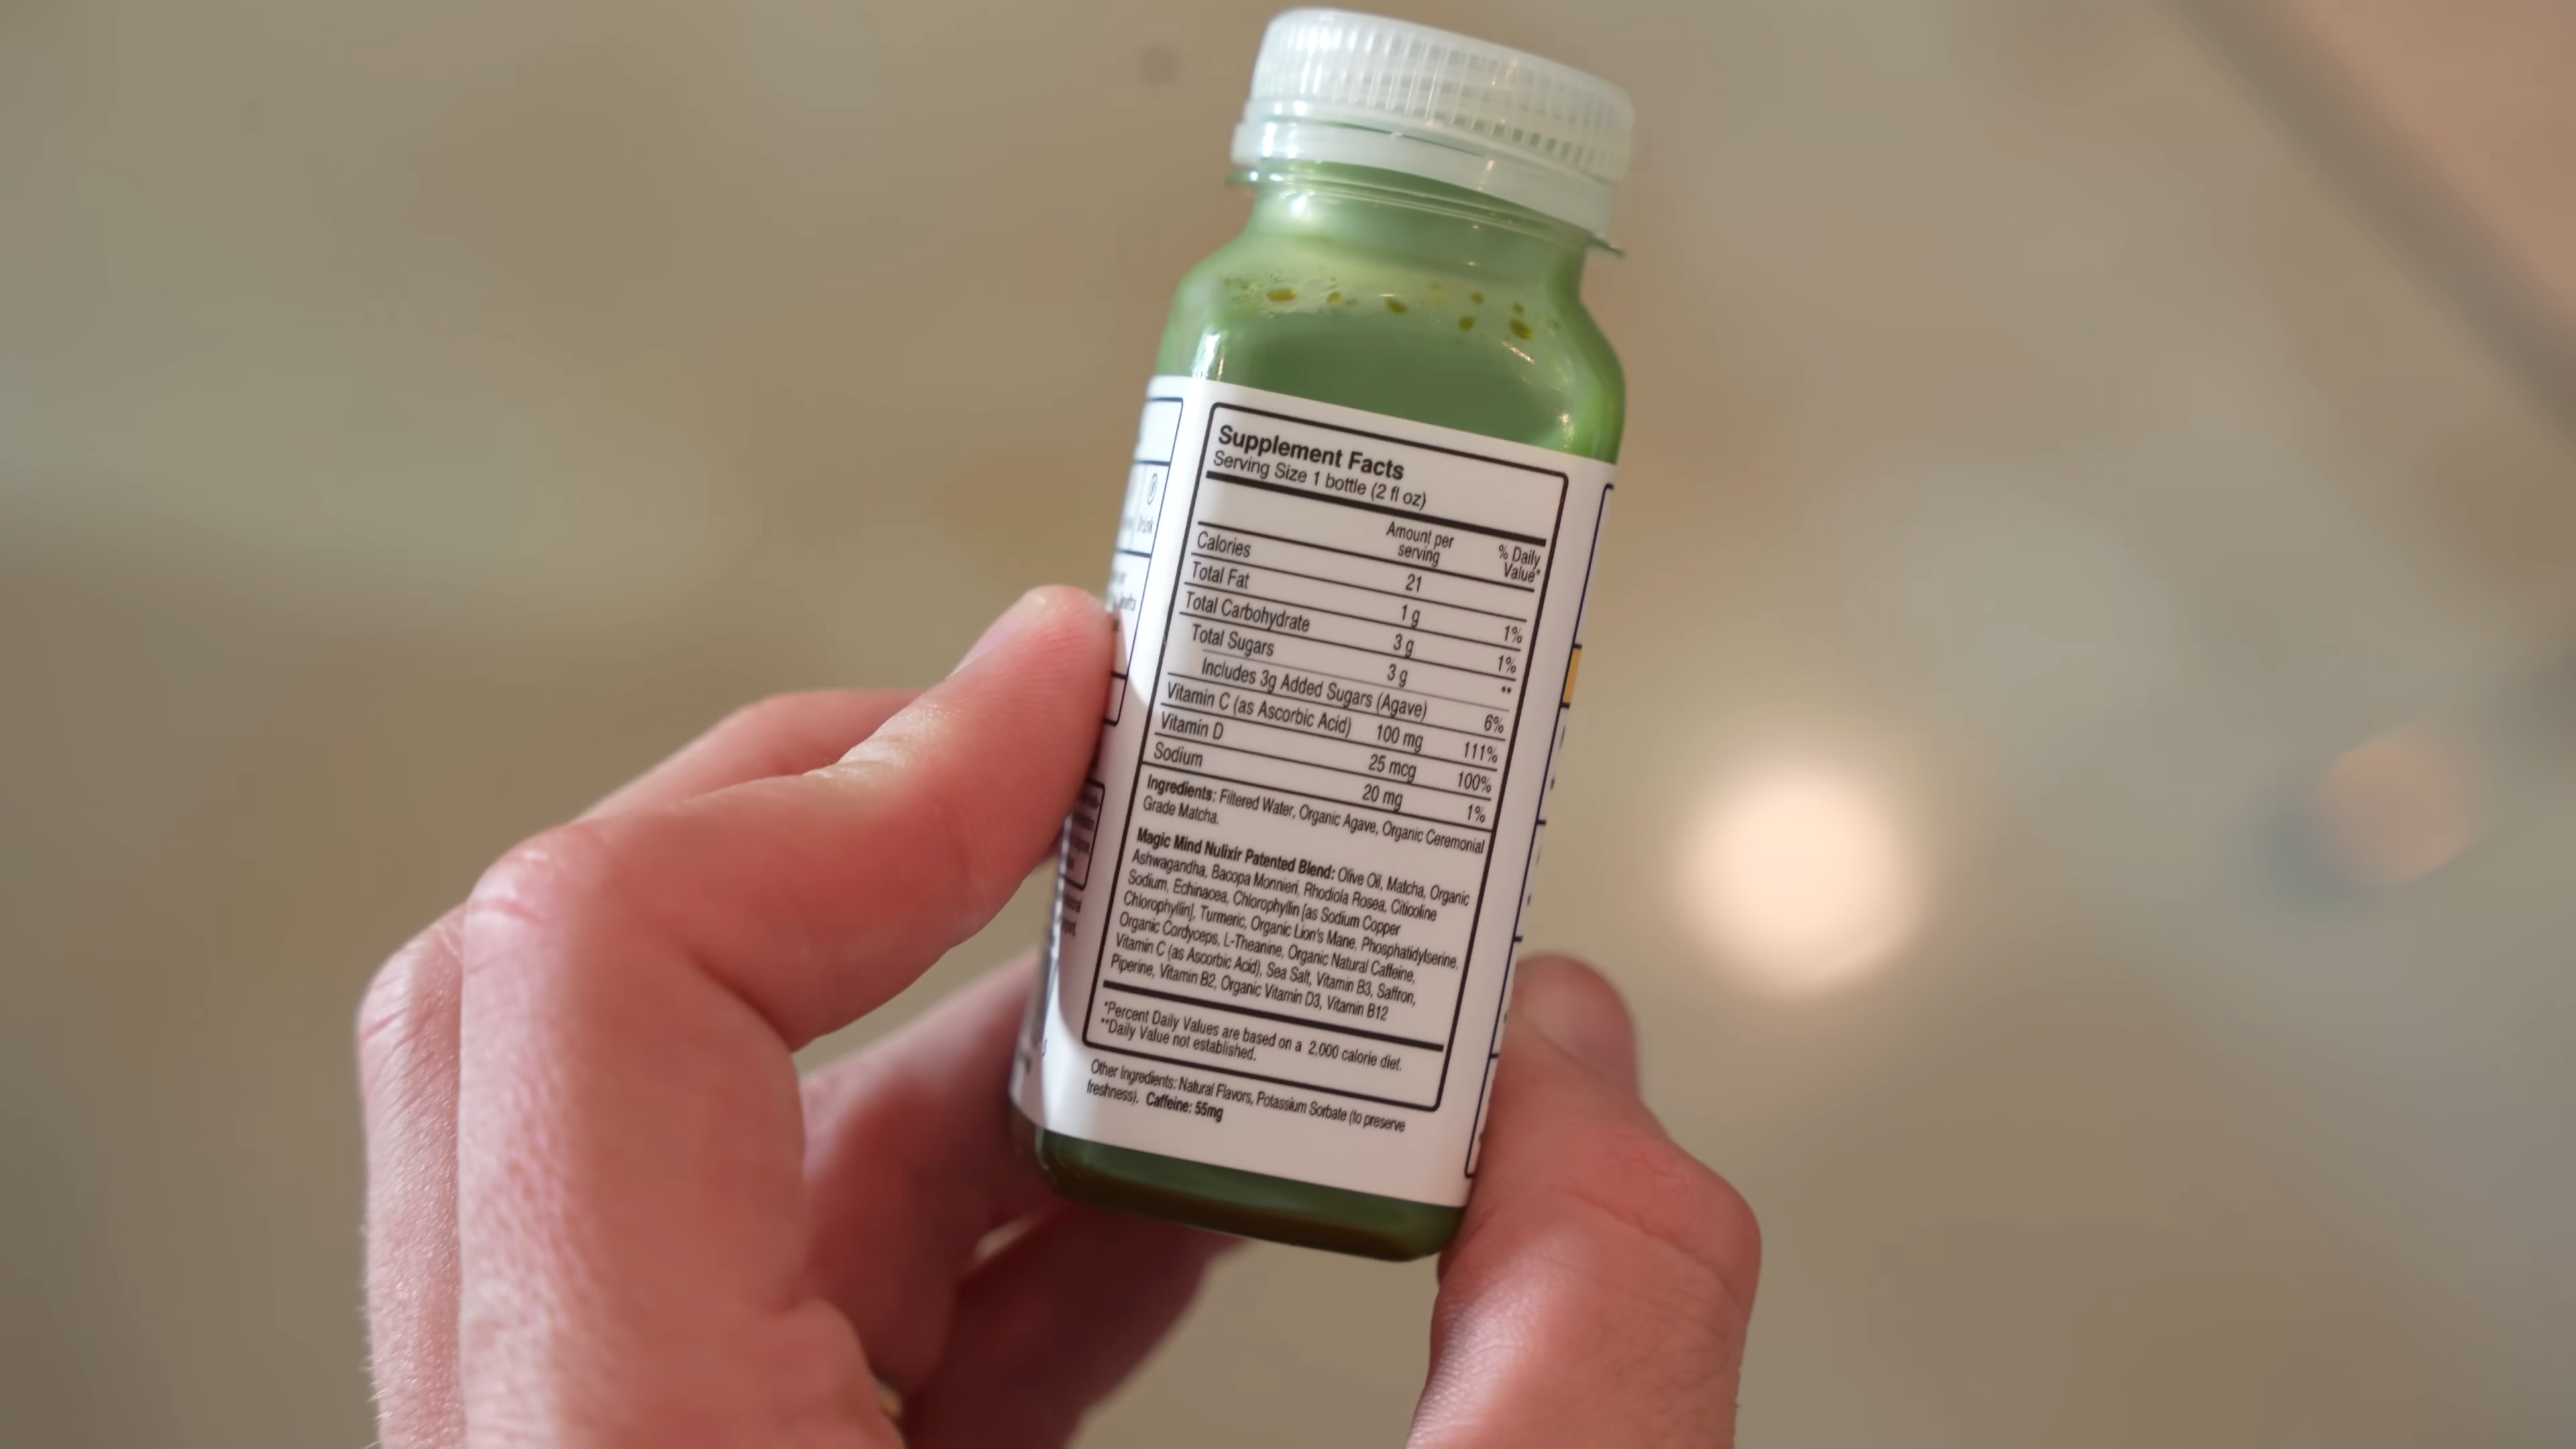 Supplement Facts
Serving Size 1 bottle (2 fl oz)
Amount per serving
% Daily Value*
Calories 21
Total Fat 1 g 1%
Total Carbohydrate 3 g 1%
Total Sugars 3 g **
Includes 3g Added Sugars (Agave) 6%
Vitamin C (as Ascorbic Acid) 100 mg 111%
Vitamin D 25 mcg 100%
Sodium 20 mg 1%
Ingredients: Filtered Water, Organic Agave, Organic Ceremonial
Grade Matcha.
Magic Mind Nulixir Patented Blend: Olive Oil, Matcha, Organic
Ashwagandha, Bacopa Monnieri, Rhodiola Rosea, Citicoline
Sodium, Echinacea, Chlorophyllin [as Sodium Copper
Chlorophyllin], Turmeric, Organic Lion's Mane, Phosphatidylserine,
Organic Cordyceps, L-Theanine, Organic Natural Caffeine,
Vitamin C (as Ascorbic Acid), Sea Salt, Vitamin B3, Saffron,
Piperine, Vitamin B2, Organic Vitamin D3, Vitamin B12
*Percent Daily Values are based on a 2,000 calorie diet.
**Daily Value not established.
Other Ingredients: Natural Flavors, Potassium Sorbate (to preserve
freshness). Caffeine: 55mg